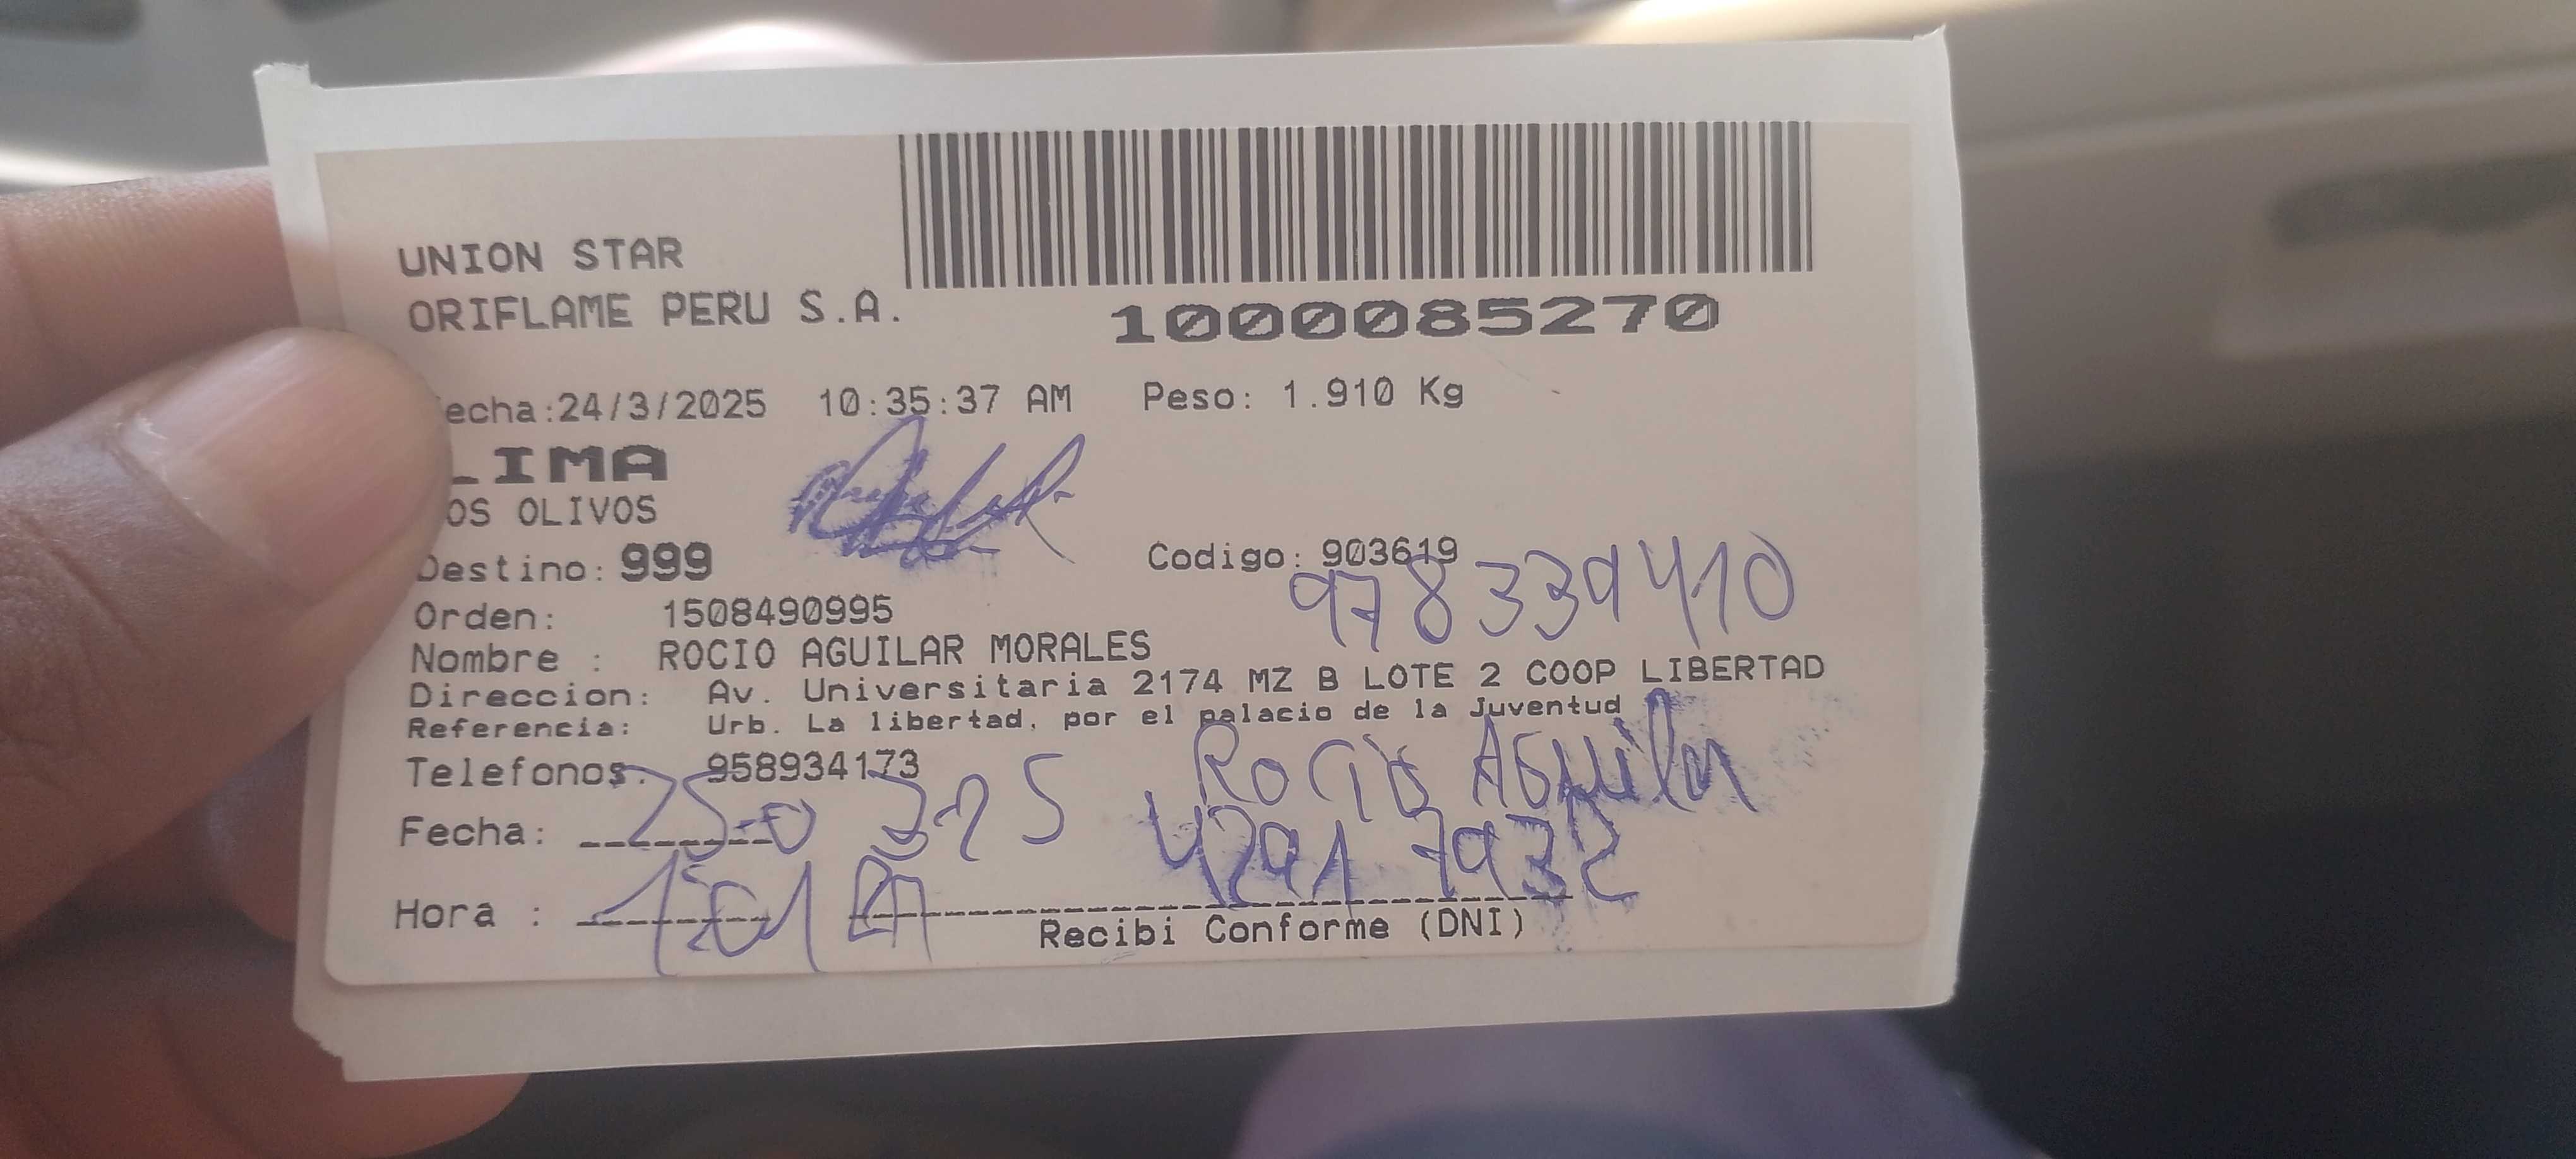 UNION STAR
ORIFLAME PERU S.A.
1000085270
echa:24/3/2025 10:35:37 AM Peso: 1.910 Kg
LIMA
OS OLIVOS
Destino: 999 Codigo: 903619
978339410
Orden: 1508490995
Nombre : ROCIO AGUILAR MORALES
Direccion: Av. Universitaria 2174 MZ B LOTE 2 COOP LIBERTAD
Referencia: Urb. La libertad, por el palacio de la Juventud
Telefonos: 958934173
Rocio Aguilar
Fecha: 25-03-25
42917932
Hora :
Recibi Conforme (DNI)